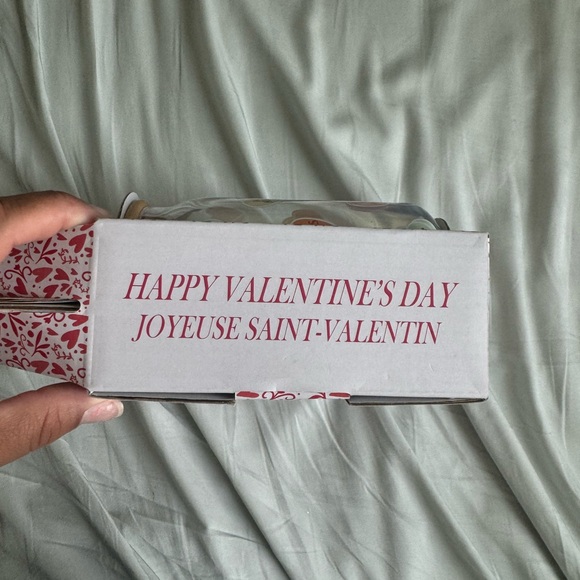 HAPPY VALENTINE'S DAY
JOYEUSE SAINT-VALENTIN